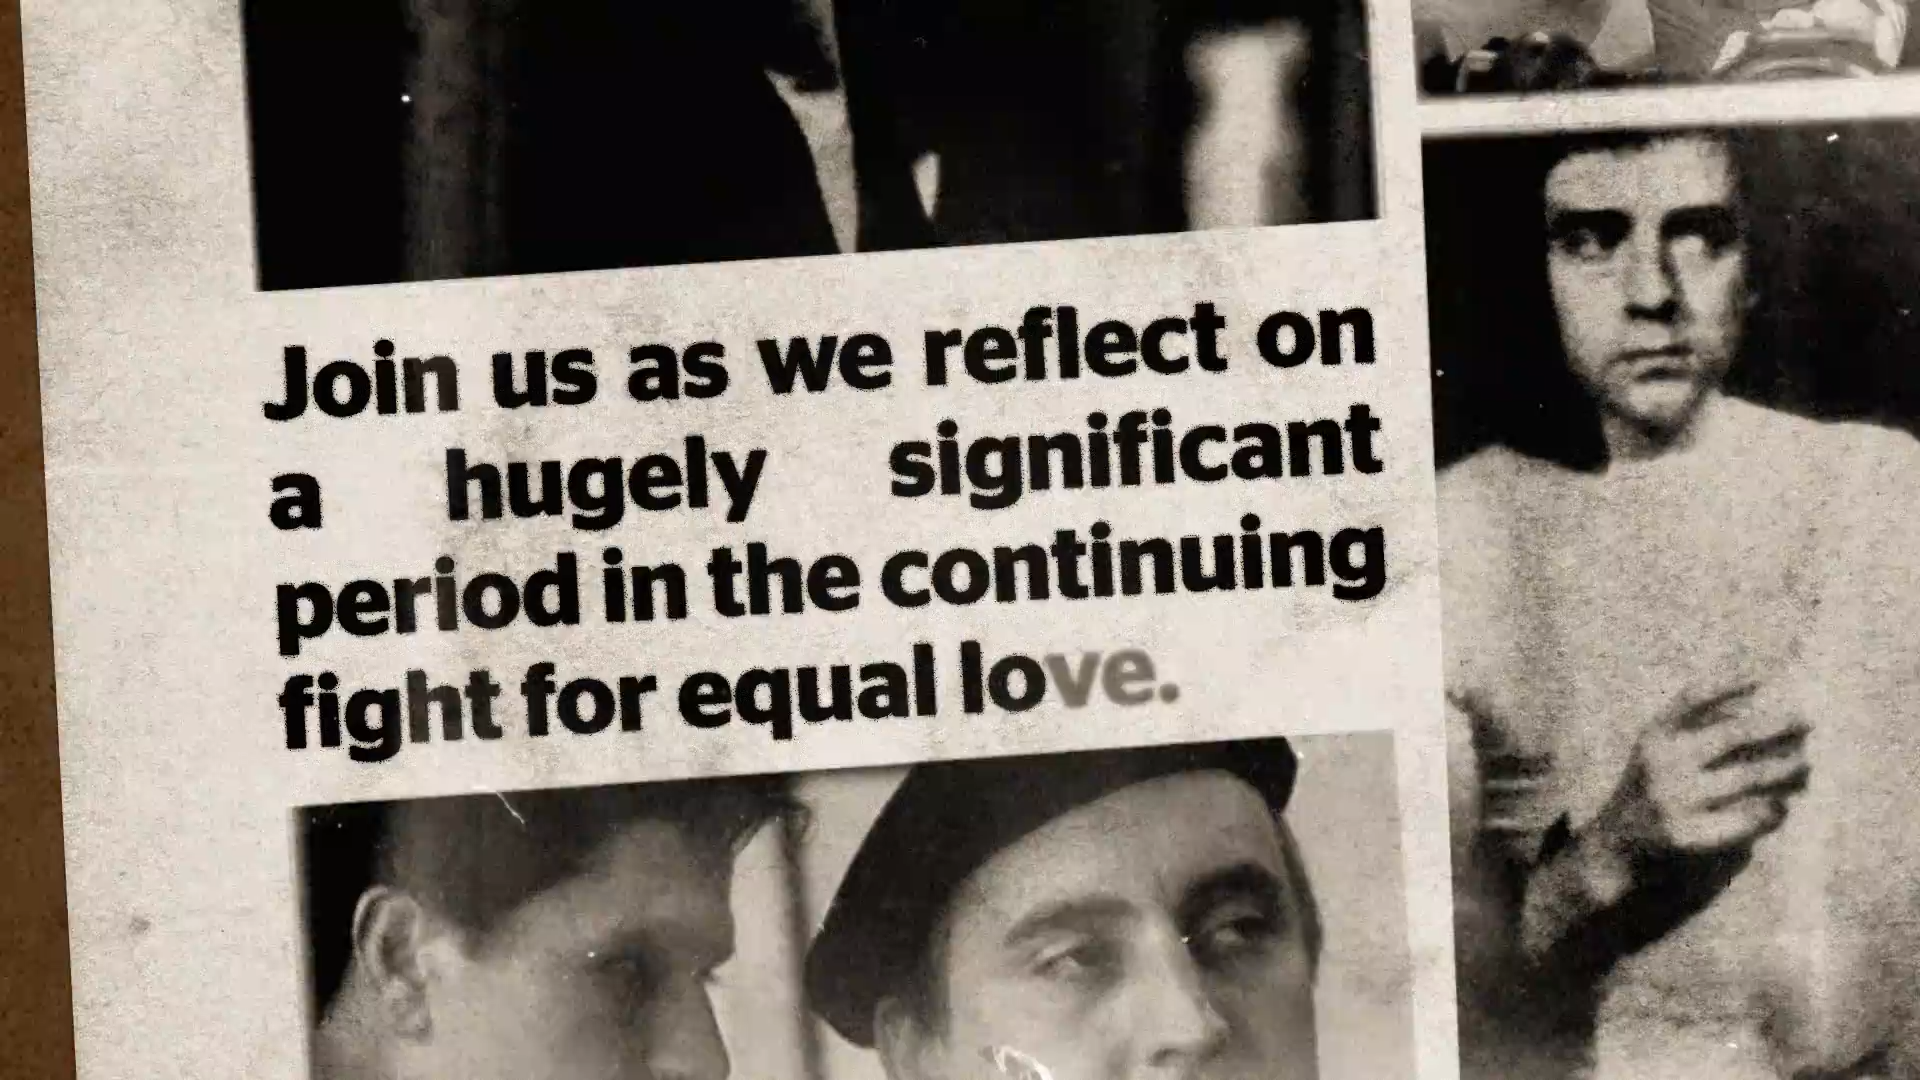 Join us as we reflect on
a hugely significant
period in the continuing
fight for equal love.